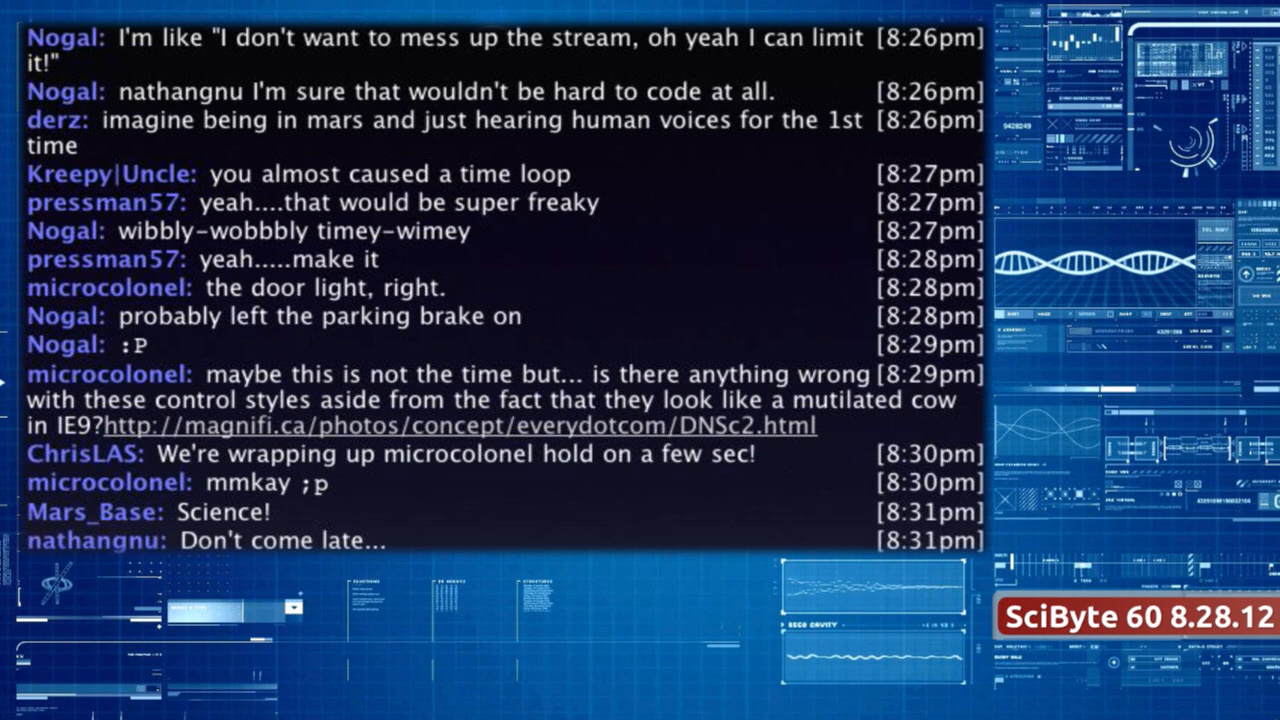 Nogal: I'm like "I don't want to mess up the stream, oh yeah I can limit [8:26pm]
it!"
Nogal: nathangnu I'm sure that wouldn't be hard to code at all. [8:26pm]
derz: imagine being in mars and just hearing human voices for the 1st [8:26pm]
time
Kreepy|Uncle: you almost caused a time loop [8:27pm]
pressman57: yeah....that would be super freaky [8:27pm]
Nogal: wibbly-wobbbly timey-wimey [8:27pm]
pressman57: yeah.....make it [8:28pm]
microcolonel: the door light, right. [8:28pm]
Nogal: probably left the parking brake on [8:28pm]
Nogal: :P [8:29pm]
microcolonel: maybe this is not the time but... is there anything wrong [8:29pm]
with these control styles aside from the fact that they look like a mutilated cow
in IE9?http://magnifi.ca/photos/concept/everydotcom/DNSc2.html
ChrisLAS: We're wrapping up microcolonel hold on a few sec! [8:30pm]
microcolonel: mmkay ;p [8:30pm]
Mars_Base: Science! [8:31pm]
nathangnu: Don't come late... [8:31pm]
9428249
SciByte 60 8.28.12